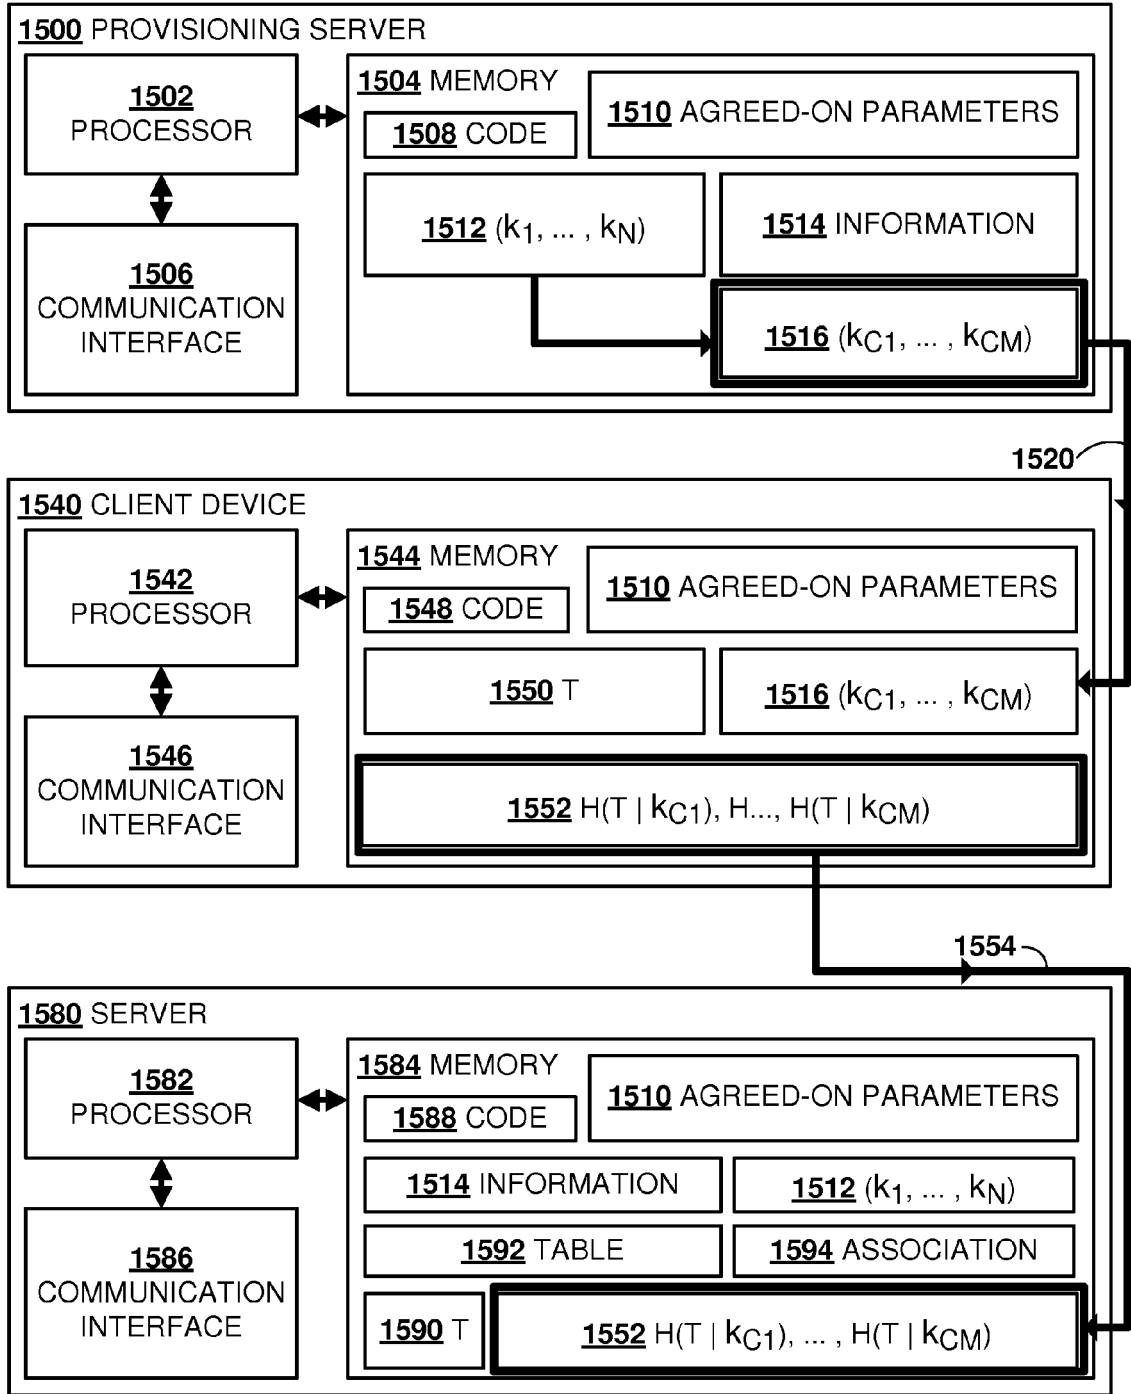 1500 PROVISIONING SERVER
1502
PROCESSOR
1504 MEMORY
1508 CODE
1510 AGREED-ON PARAMETERS
1512 (k1, ... , kN)
1514 INFORMATION
1506
COMMUNICATION
INTERFACE
1516 (kC1, ... , kCM)
1520
1540 CLIENT DEVICE
1542
PROCESSOR
1544 MEMORY
1548 CODE
1510 AGREED-ON PARAMETERS
1550 T
1516 (kC1, ... , kCM)
1546
COMMUNICATION
INTERFACE
1552 H(T | kC1), H..., H(T | kCM)
1554
1580 SERVER
1582
PROCESSOR
1584 MEMORY
1588 CODE
1510 AGREED-ON PARAMETERS
1514 INFORMATION
1512 (k1, ... , kN)
1592 TABLE
1594 ASSOCIATION
1586
COMMUNICATION
INTERFACE
1590 T
1552 H(T | kC1), ... , H(T | kCM)